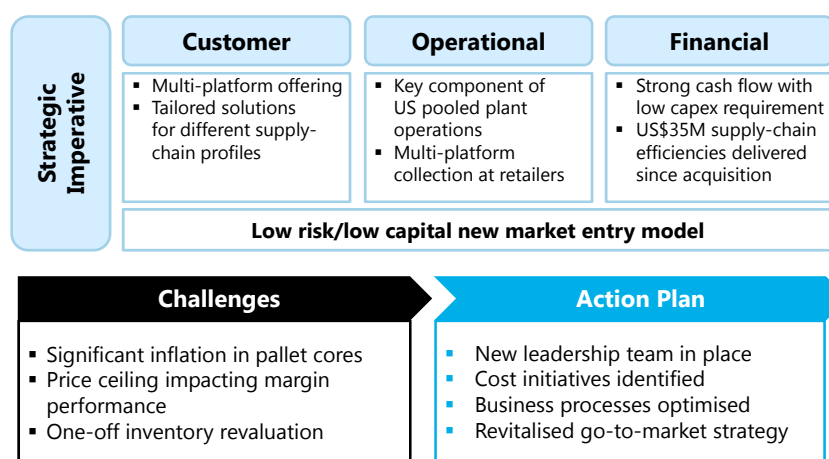 Strategic
Imperative
Customer
▪ Multi-platform offering
▪ Tailored solutions
for different supply-
chain profiles
Operational
▪ Key component of
US pooled plant
operations
▪ Multi-platform
collection at retailers
Financial
▪ Strong cash flow with
low capex requirement
▪ US$35M supply-chain
efficiencies delivered
since acquisition
Low risk/low capital new market entry model
Challenges
▪ Significant inflation in pallet cores
▪ Price ceiling impacting margin
performance
▪ One-off inventory revaluation
Action Plan
▪ New leadership team in place
▪ Cost initiatives identified
▪ Business processes optimised
▪ Revitalised go-to-market strategy